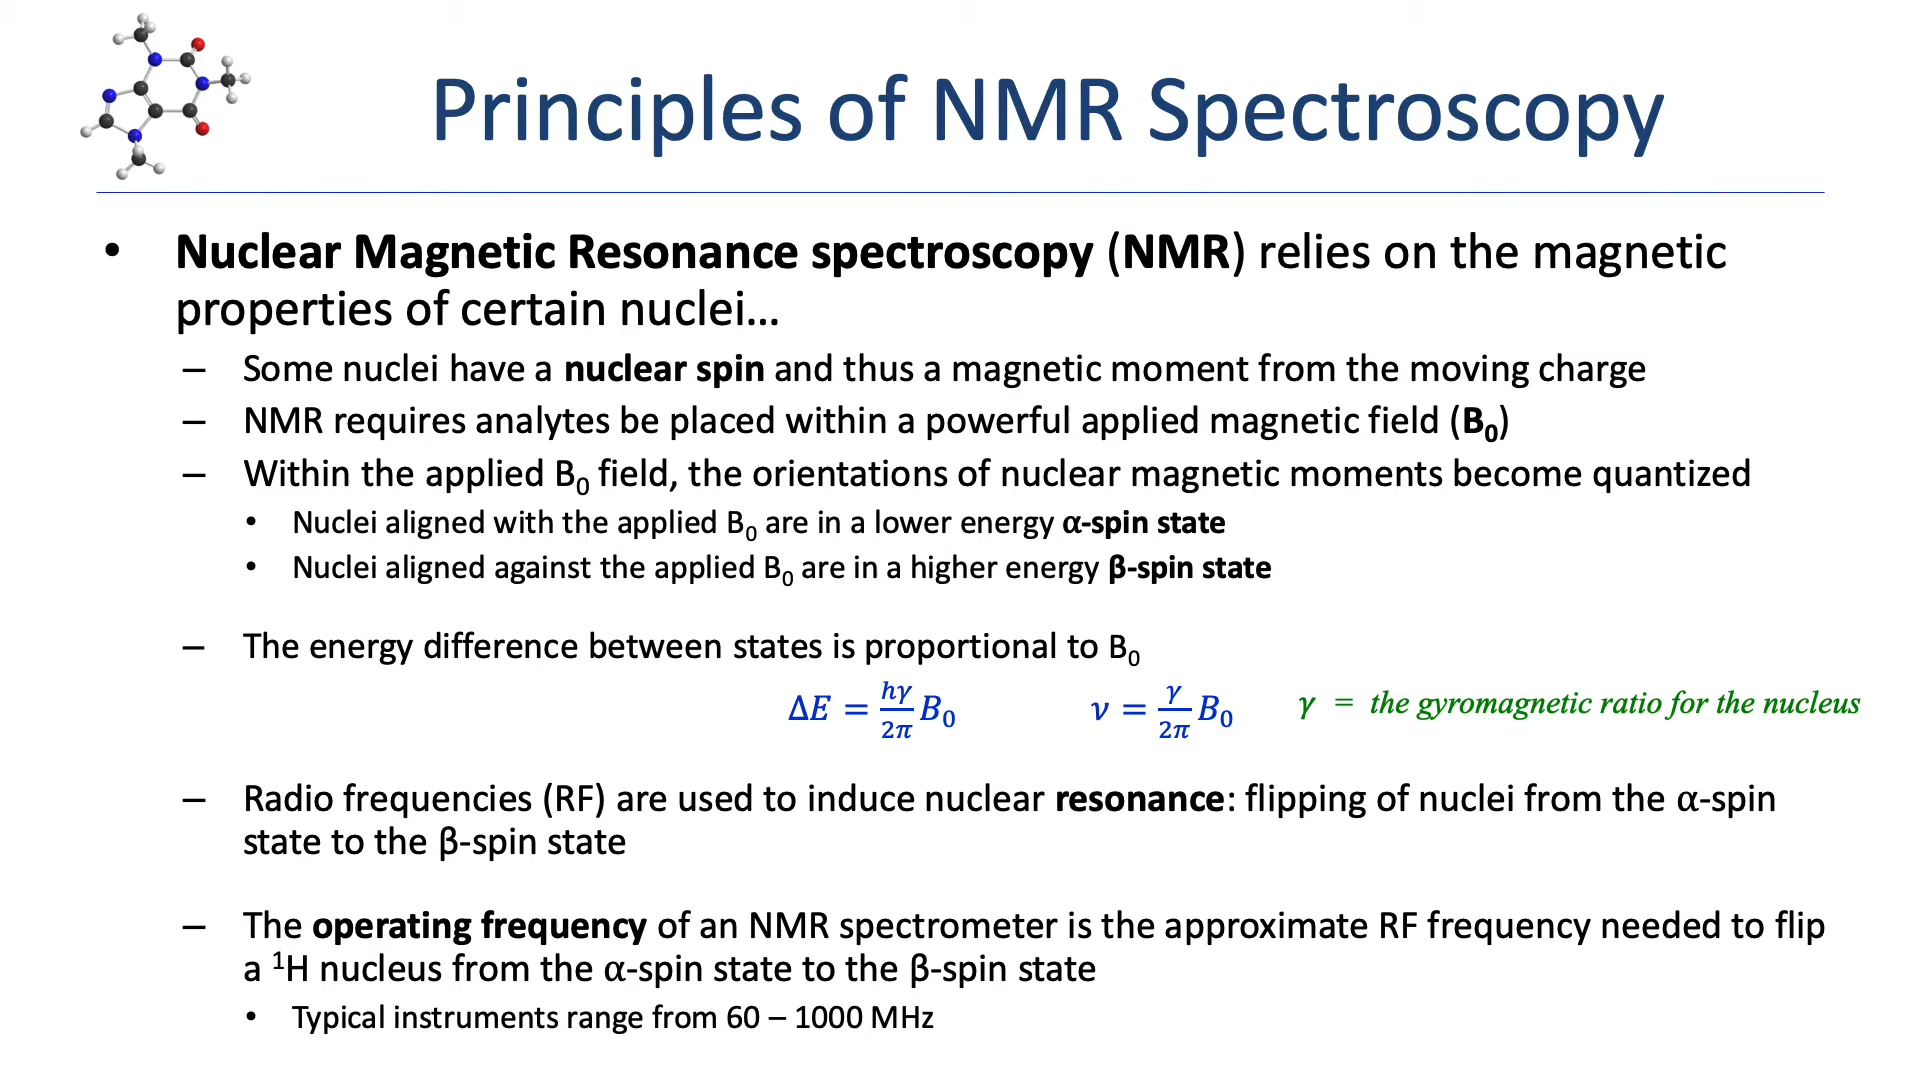 Principles of NMR Spectroscopy
• Nuclear Magnetic Resonance spectroscopy (NMR) relies on the magnetic
properties of certain nuclei…
– Some nuclei have a nuclear spin and thus a magnetic moment from the moving charge
– NMR requires analytes be placed within a powerful applied magnetic field (B₀)
– Within the applied B₀ field, the orientations of nuclear magnetic moments become quantized
• Nuclei aligned with the applied B₀ are in a lower energy α-spin state
• Nuclei aligned against the applied B₀ are in a higher energy β-spin state
– The energy difference between states is proportional to B₀
ΔE = hγ/2π B₀ ν = γ/2π B₀ γ = the gyromagnetic ratio for the nucleus
– Radio frequencies (RF) are used to induce nuclear resonance: flipping of nuclei from the α-spin
state to the β-spin state
– The operating frequency of an NMR spectrometer is the approximate RF frequency needed to flip
a ¹H nucleus from the α-spin state to the β-spin state
• Typical instruments range from 60 – 1000 MHz